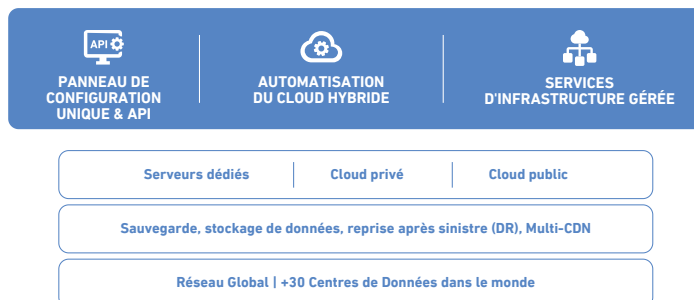 API
PANNEAU DE
CONFIGURATION
UNIQUE & API
AUTOMATISATION
DU CLOUD HYBRIDE
SERVICES
D'INFRASTRUCTURE GÉRÉE
Serveurs dédiés
Cloud privé
Cloud public
Sauvegarde, stockage de données, reprise après sinistre (DR), Multi-CDN
Réseau Global | +30 Centres de Données dans le monde